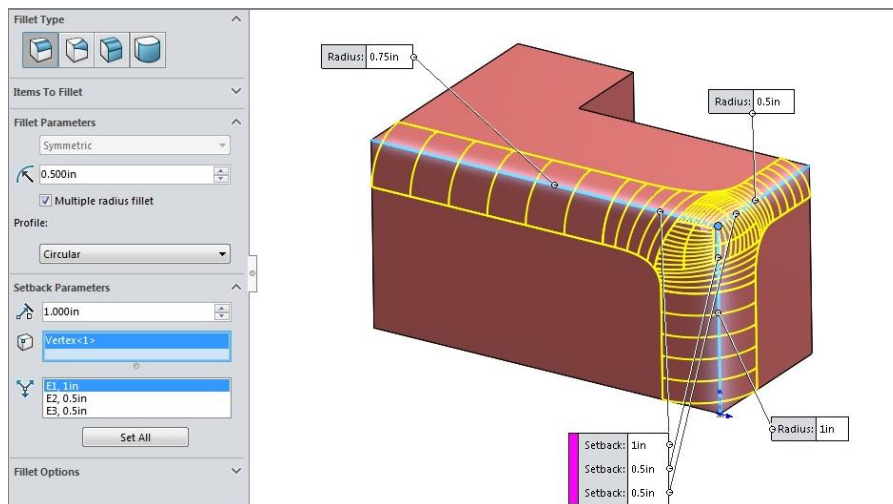 Fillet Type
Items To Fillet
Fillet Parameters
Symmetric
0.500in
Multiple radius fillet
Profile:
Circular
Setback Parameters
1.000in
Vertex<1>
E1, 1in
E2, 0.5in
E3, 0.5in
Set All
Fillet Options
Radius: 0.75in
Radius: 0.5in
Radius: 1in
Setback: 1in
Setback: 0.5in
Setback: 0.5in